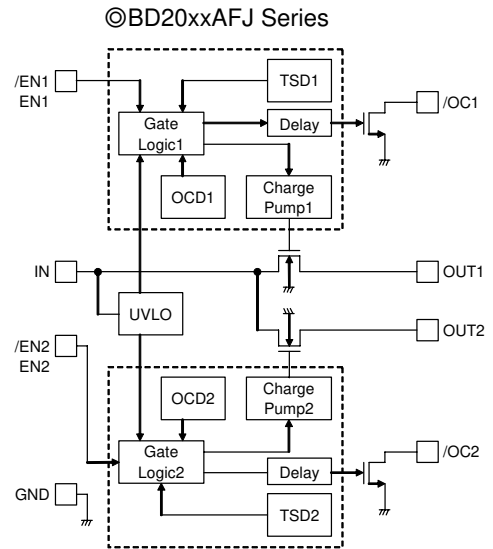 ◎BD20xxAFJ Series
/EN1
EN1
TSD1
/OC1
Gate
Logic1
Delay
OCD1
Charge
Pump1
IN
OUT1
UVLO
OUT2
/EN2
EN2
OCD2
Charge
Pump2
Gate
Logic2
/OC2
Delay
GND
TSD2